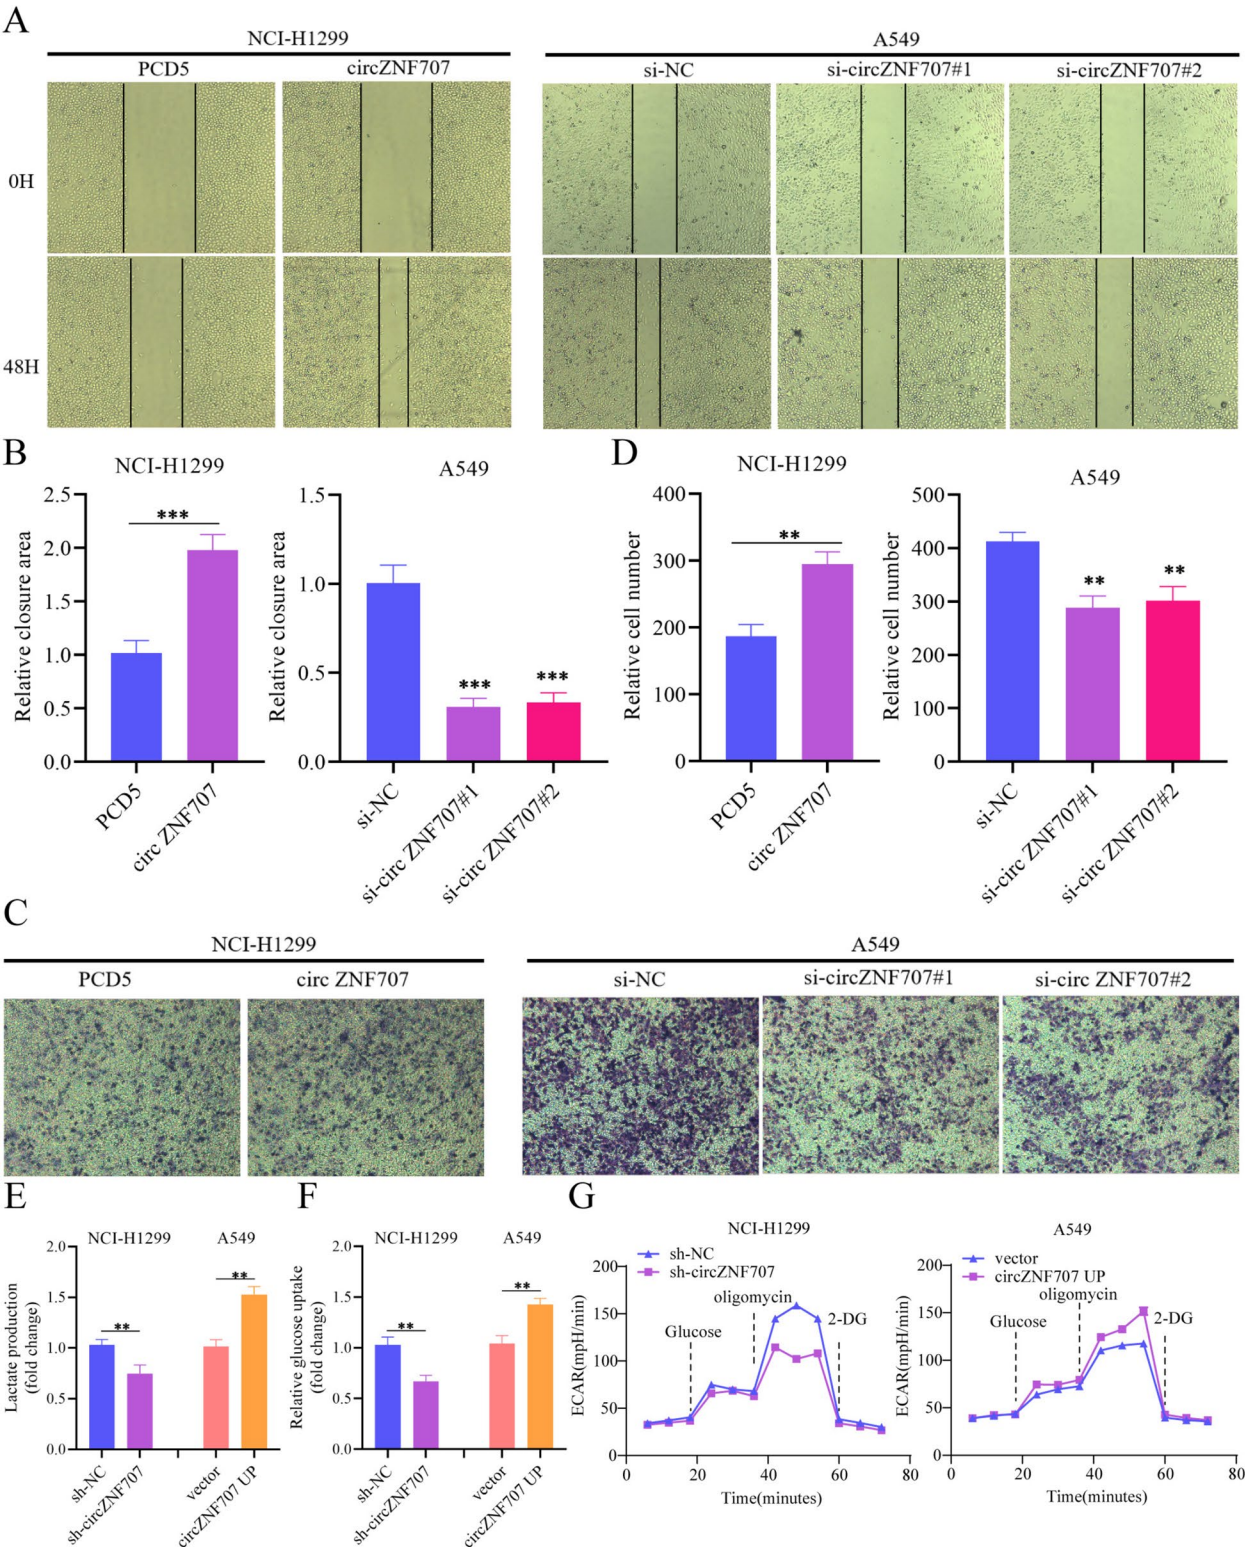 A
NCI-H1299
A549
PCD5
circZNF707
si-NC
si-circZNF707#1
si-circZNF707#2
0H
48H
B
NCI-H1299
2.5
2.0
1.5
1.0
0.5
0.0
Relative closure area
***
PCD5
circ ZNF707
A549
1.5
1.0
0.5
0.0
Relative closure area
***
***
si-NC
si-circ ZNF707#1
si-circ ZNF707#2
D
NCI-H1299
400
300
200
100
0
Relative cell number
**
PCD5
circ ZNF707
A549
500
400
300
200
100
0
Relative cell number
**
**
si-NC
si-circ ZNF707#1
si-circ ZNF707#2
C
NCI-H1299
A549
PCD5
circ ZNF707
si-NC
si-circZNF707#1
si-circ ZNF707#2
E
NCI-H1299
A549
2.0
1.5
1.0
0.5
0.0
Lactate production
(fold change)
**
**
sh-NC
sh-circZNF707
vector
circZNF707 UP
F
NCI-H1299
A549
2.0
1.5
1.0
0.5
0.0
Relative glucose uptake
(fold change)
**
**
sh-NC
sh-circZNF707
vector
circZNF707 UP
G
NCI-H1299
sh-NC
sh-circZNF707
oligomycin
Glucose
2-DG
200
150
100
50
0
ECAR(mpH/min)
0
20
40
60
80
Time(minutes)
A549
vector
circZNF707 UP
oligomycin
Glucose
2-DG
200
150
100
50
0
ECAR(mpH/min)
0
20
40
60
80
Time(minutes)